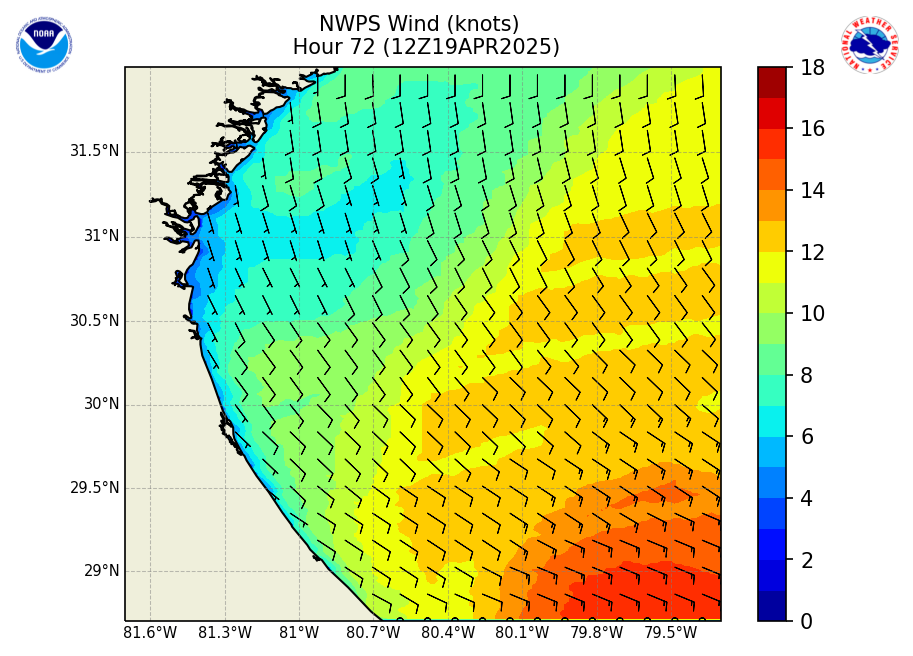 NWPS Wind (knots)
Hour 72 (12Z19APR2025)
NOAA
NATIONAL WEATHER SERVICE
31.5°N
31°N
30.5°N
30°N
29.5°N
29°N
81.6°W 81.3°W 81°W 80.7°W 80.4°W 80.1°W 79.8°W 79.5°W
18
16
14
12
10
8
6
4
2
0